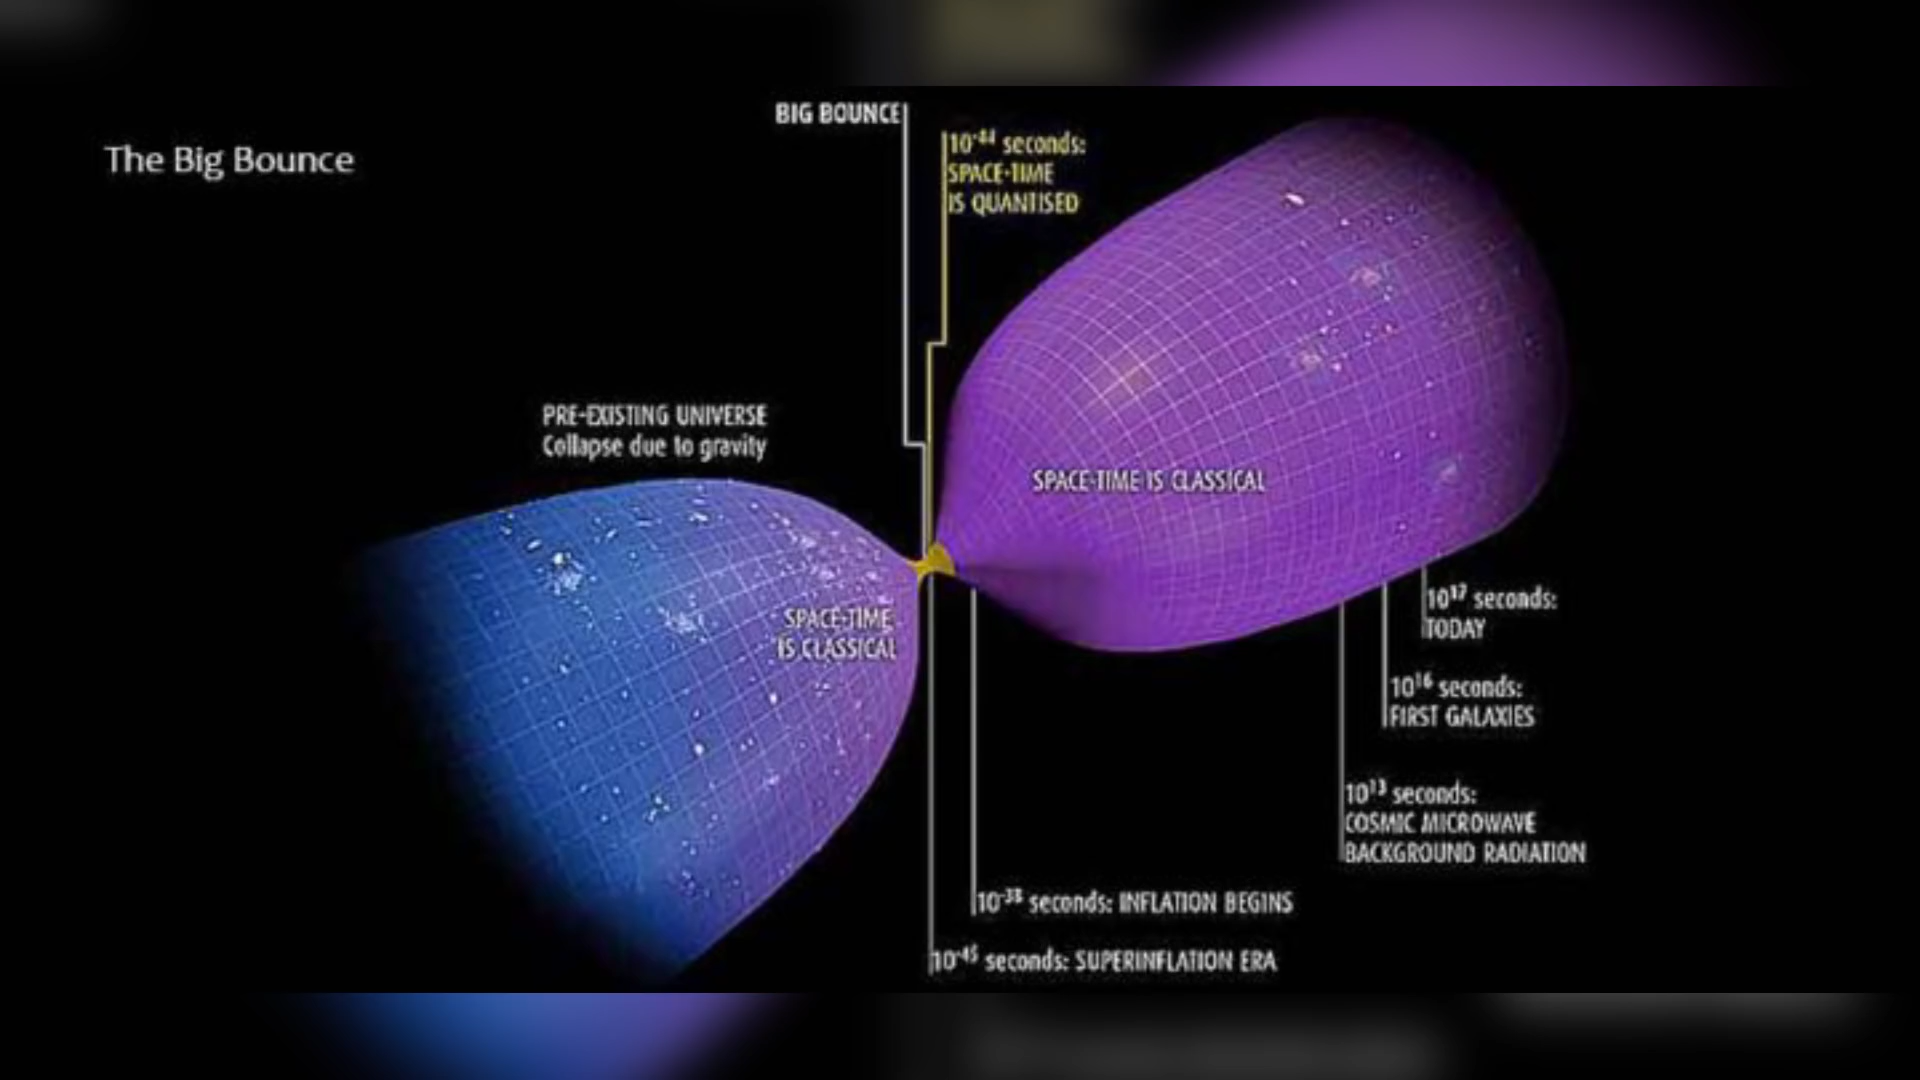 The Big Bounce
BIG BOUNCE
10⁻⁴⁴ seconds:
SPACE-TIME
IS QUANTISED
PRE-EXISTING UNIVERSE
Collapse due to gravity
SPACE-TIME IS CLASSICAL
SPACE-TIME
IS CLASSICAL
10¹⁷ seconds:
TODAY
10¹⁶ seconds:
FIRST GALAXIES
10¹³ seconds:
COSMIC MICROWAVE
BACKGROUND RADIATION
10⁻³⁸ seconds: INFLATION BEGINS
10⁻⁴⁵ seconds: SUPERINFLATION ERA